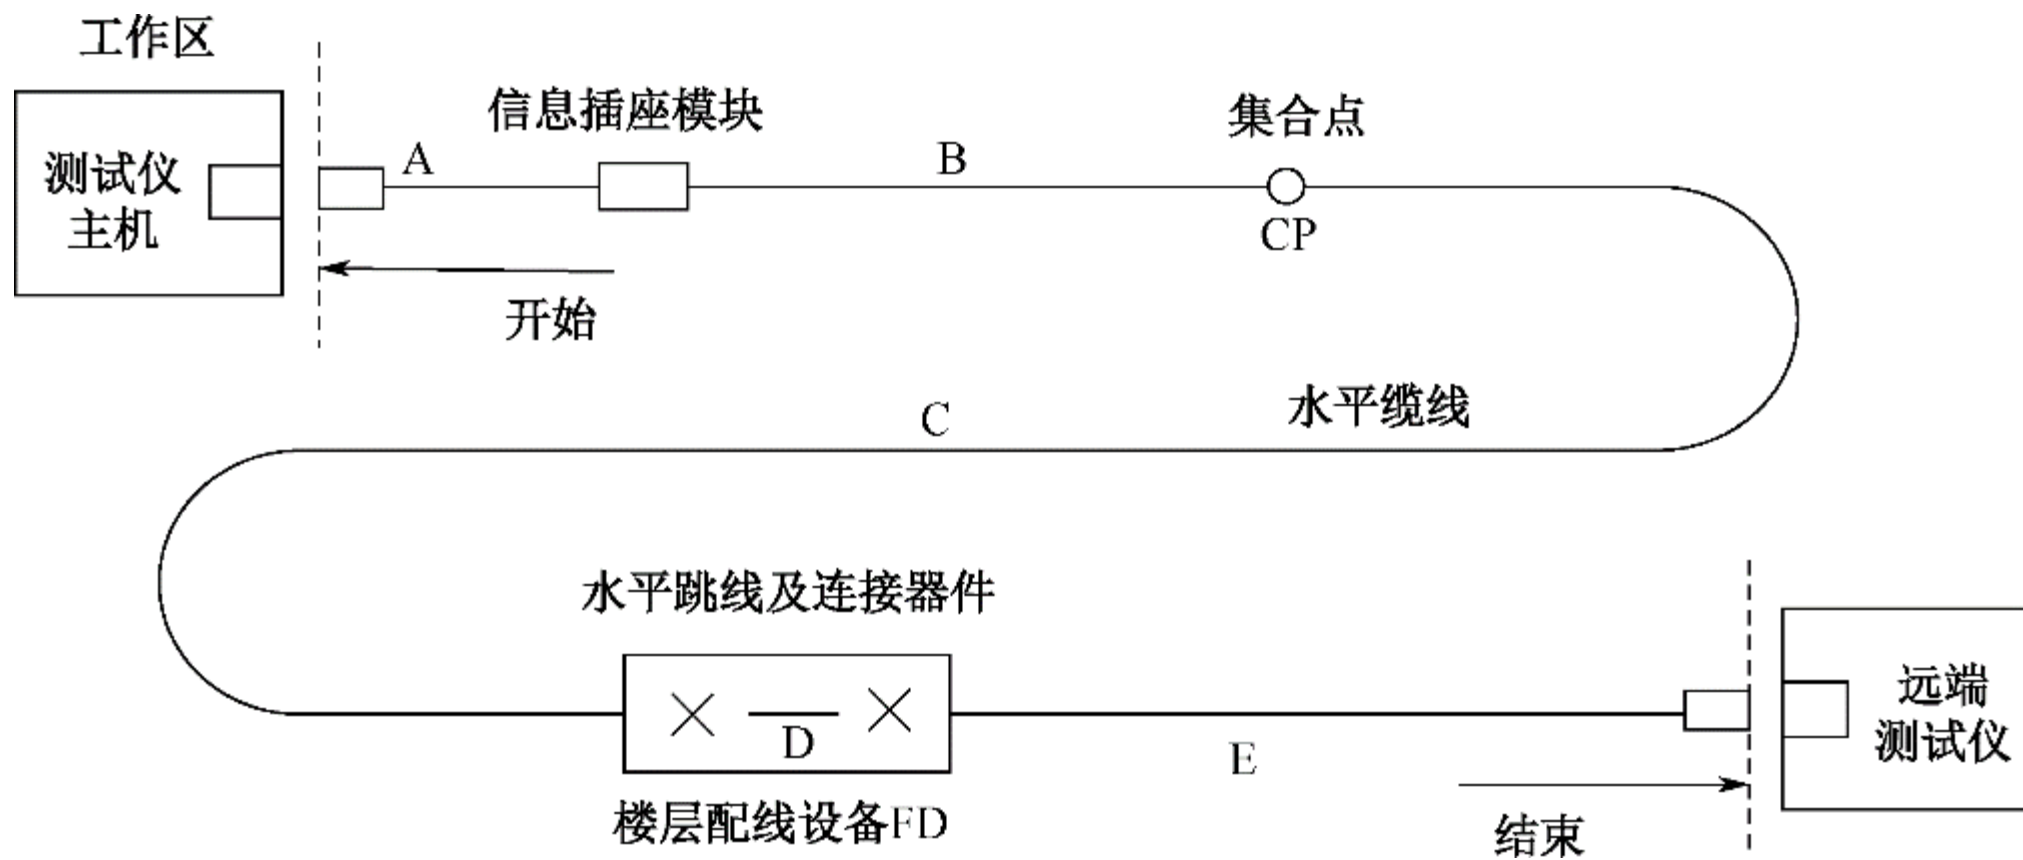 工作区
测试仪
主机
A
信息插座模块
B
集合点
CP
开始
C
水平缆线
水平跳线及连接器件
D
楼层配线设备FD
E
远端
测试仪
结束